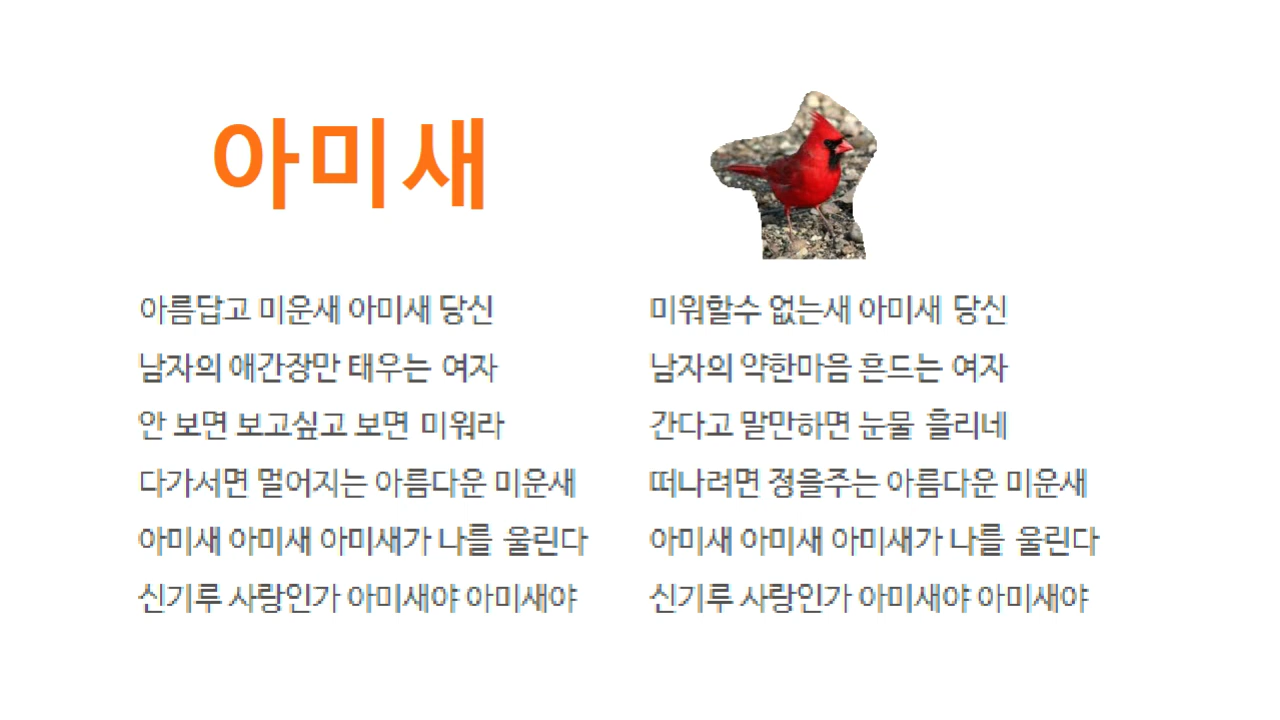 아미새
아름답고 미운새 아미새 당신
남자의 애간장만 태우는 여자
안 보면 보고싶고 보면 미워라
다가서면 멀어지는 아름다운 미운새
아미새 아미새 아미새가 나를 울린다
신기루 사랑인가 아미새야 아미새야
미워할수 없는새 아미새 당신
남자의 약한마음 흔드는 여자
간다고 말만하면 눈물 흘리네
떠나려면 정을주는 아름다운 미운새
아미새 아미새 아미새가 나를 울린다
신기루 사랑인가 아미새야 아미새야